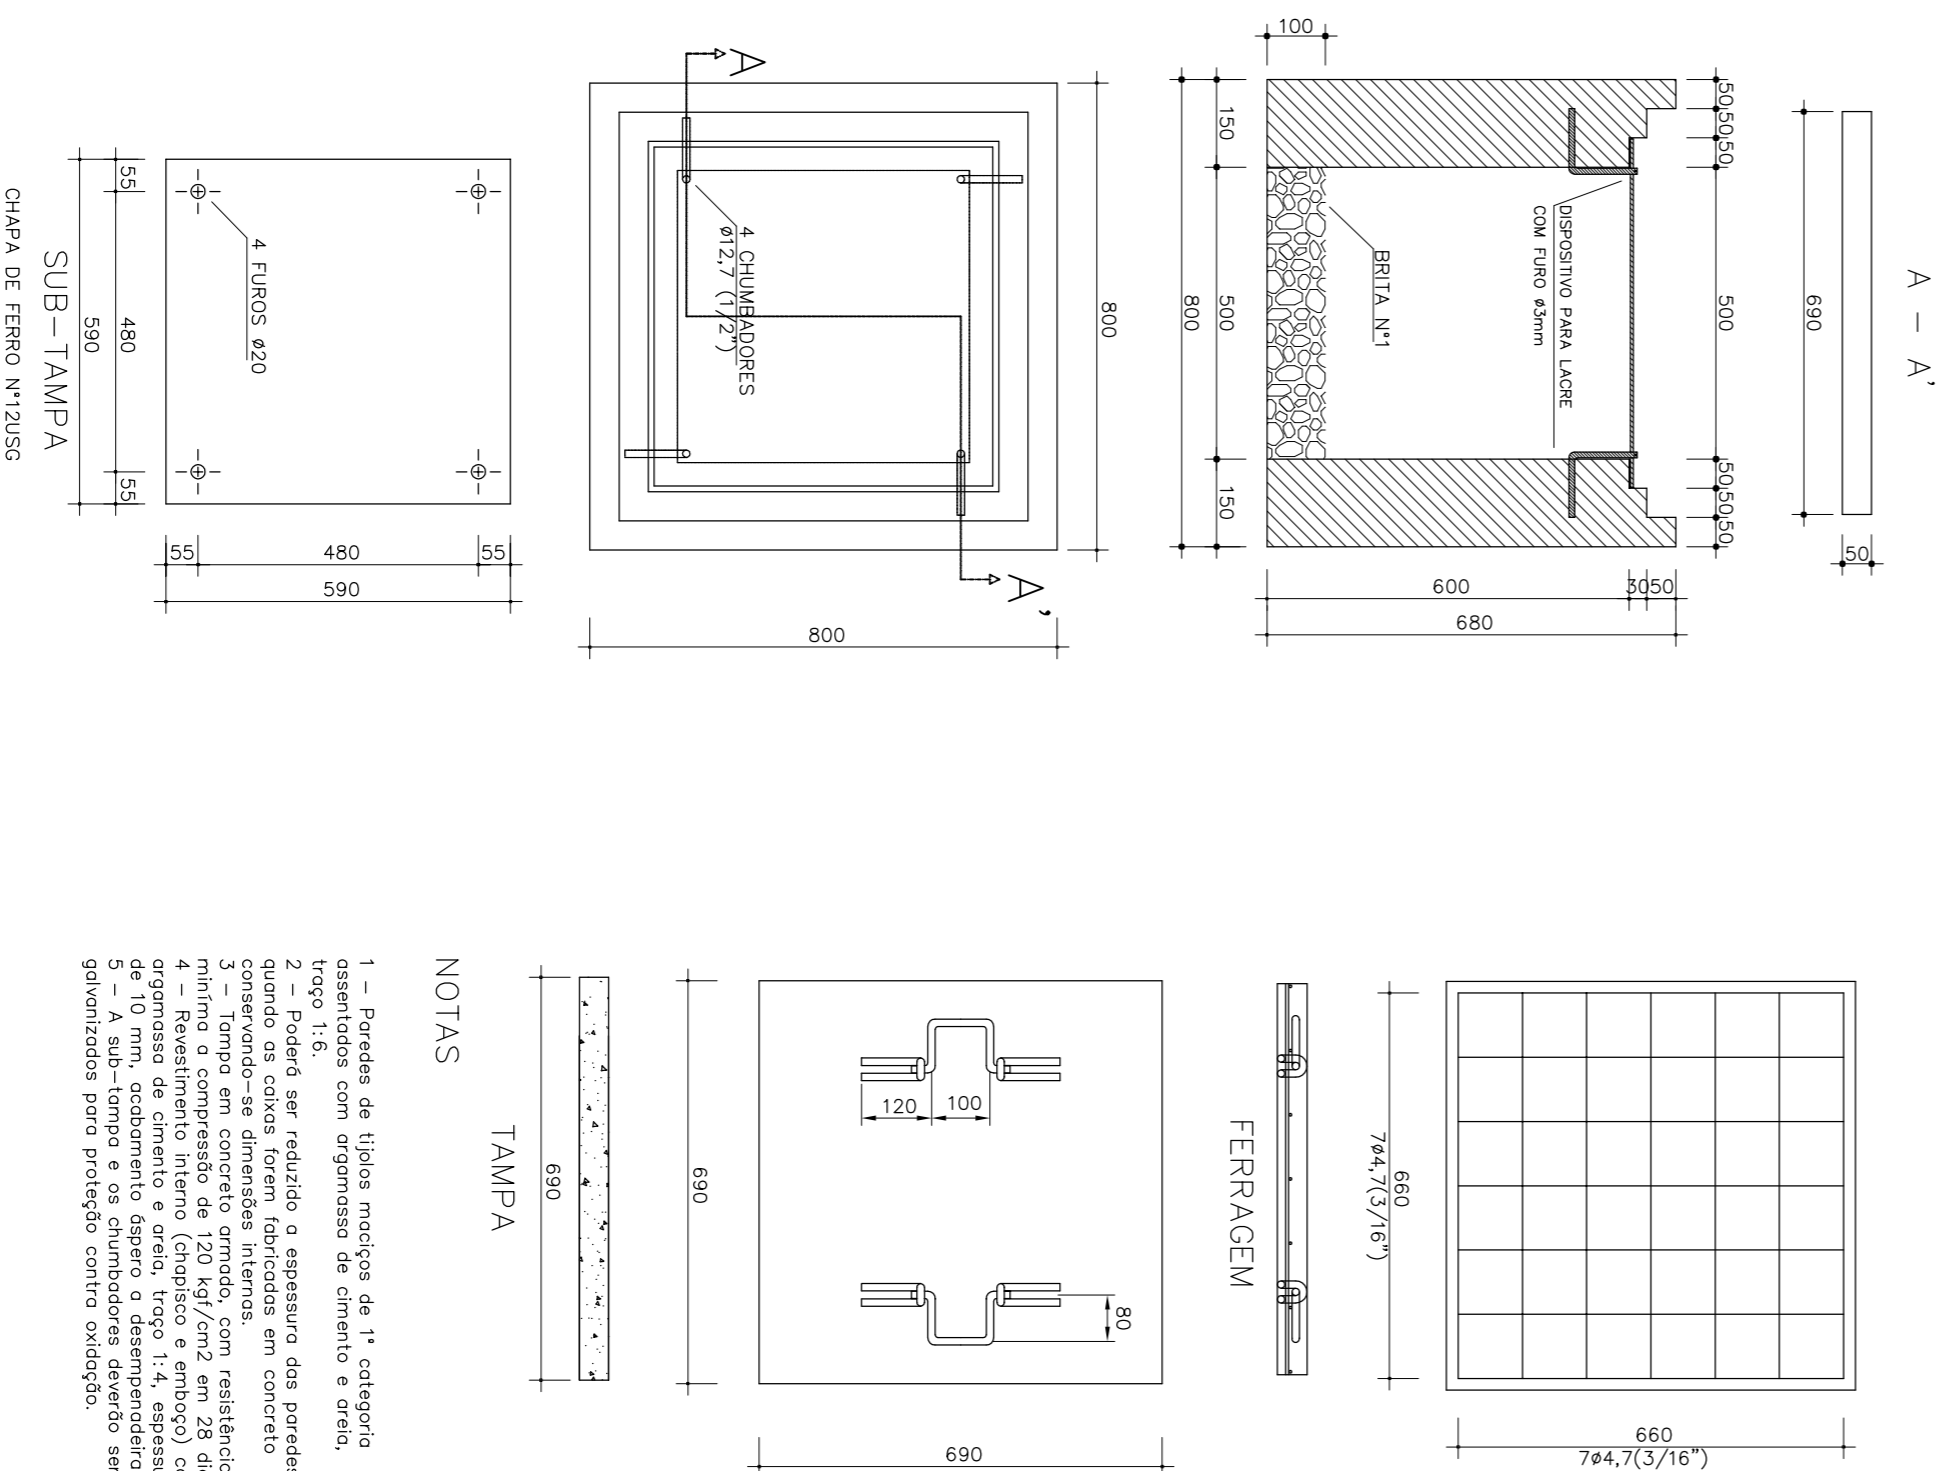 A – A'
690
50
50
50
50
500
50
50
50
DISPOSITIVO PARA LACRE
COM FURO ø3mm
BRITA N°1
100
150
500
150
800
600
30
50
680
800
A
4 CHUMBADORES
ø12,7 (1/2")
A'
800
4 FUROS ø20
55
480
55
590
55
480
55
590
SUB-TAMPA
CHAPA DE FERRO N°12USG
660
7ø4,7(3/16")
660
7ø4,7(3/16")
FERRAGEM
120
100
80
690
690
690
TAMPA
NOTAS
1 – Paredes de tijolos maciços de 1° categoria
assentados com argamassa de cimento e areia,
traço 1:6.
2 – Poderá ser reduzido a espessura das paredes
quando as caixas forem fabricadas em concreto
conservando-se dimensões internas.
3 – Tampa em concreto armado, com
miníma a compressão de 120 kgf/cm2 em 28
4 – Revestimento interno (chapisco e emboço)
argamassa de cimento e areia, traço 1:4,
de 10 mm, acabamento áspero a desempenadeira
5 – A sub-tampa e os chumbadores deverão ser
galvanizados para proteção contra oxidação.